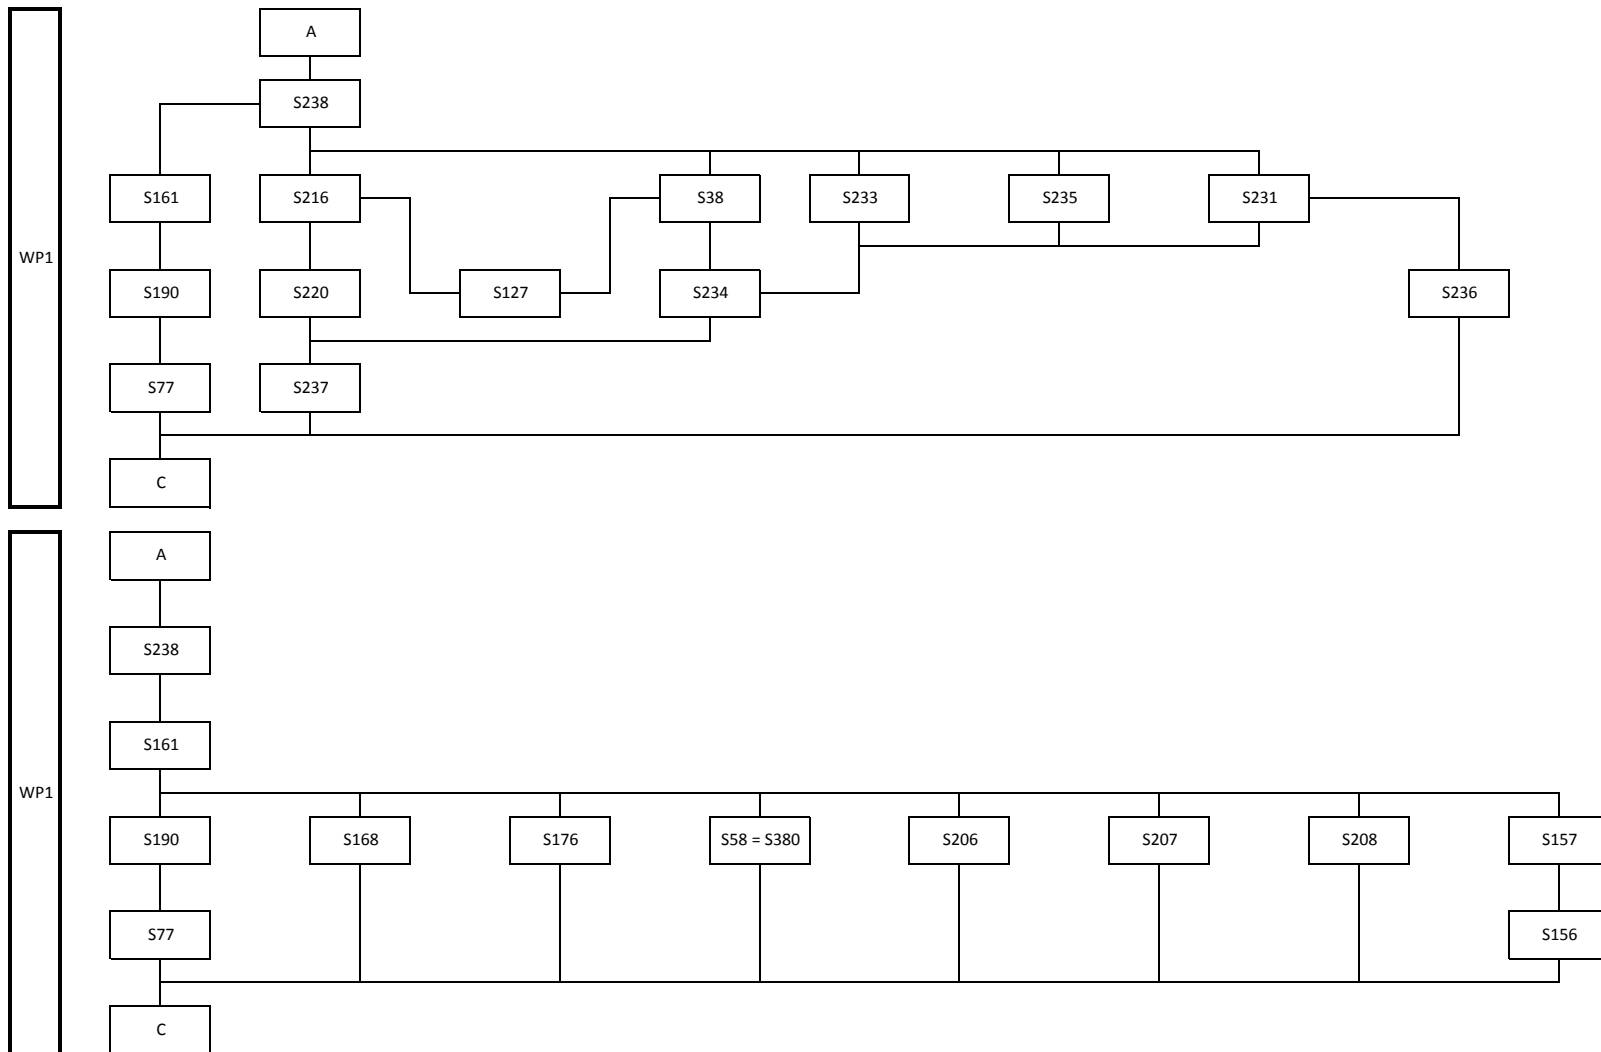 A
S238
S161
S216
S38
S233
S235
S231
WP1
S190
S220
S127
S234
S236
S77
S237
C
A
S238
S161
WP1
S190
S168
S176
S58 = S380
S206
S207
S208
S157
S77
S156
C